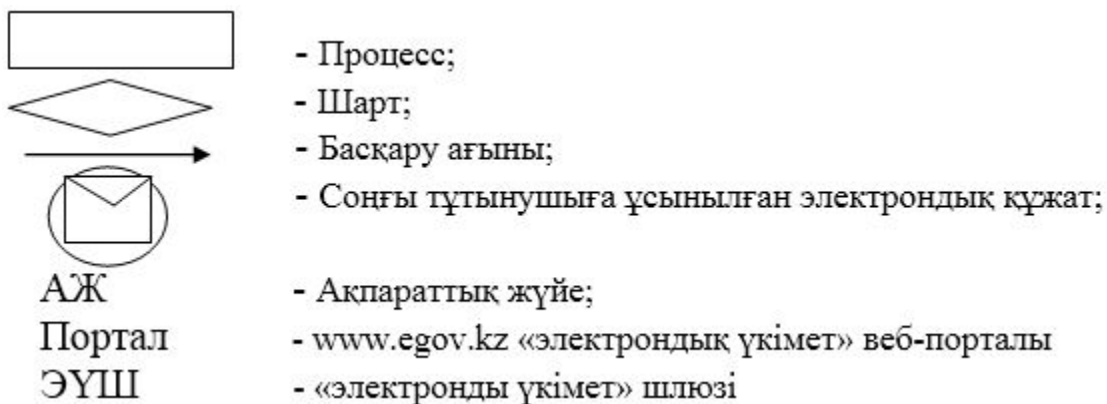 - Процесс;
- Шарт;
- Басқару ағыны;
- Соңғы тұтынушыға ұсынылған электрондық құжат;
АЖ - Ақпараттық жүйе;
Портал - www.egov.kz «электрондық үкімет» веб-порталы
ЭҮШ - «электронды үкімет» шлюзі